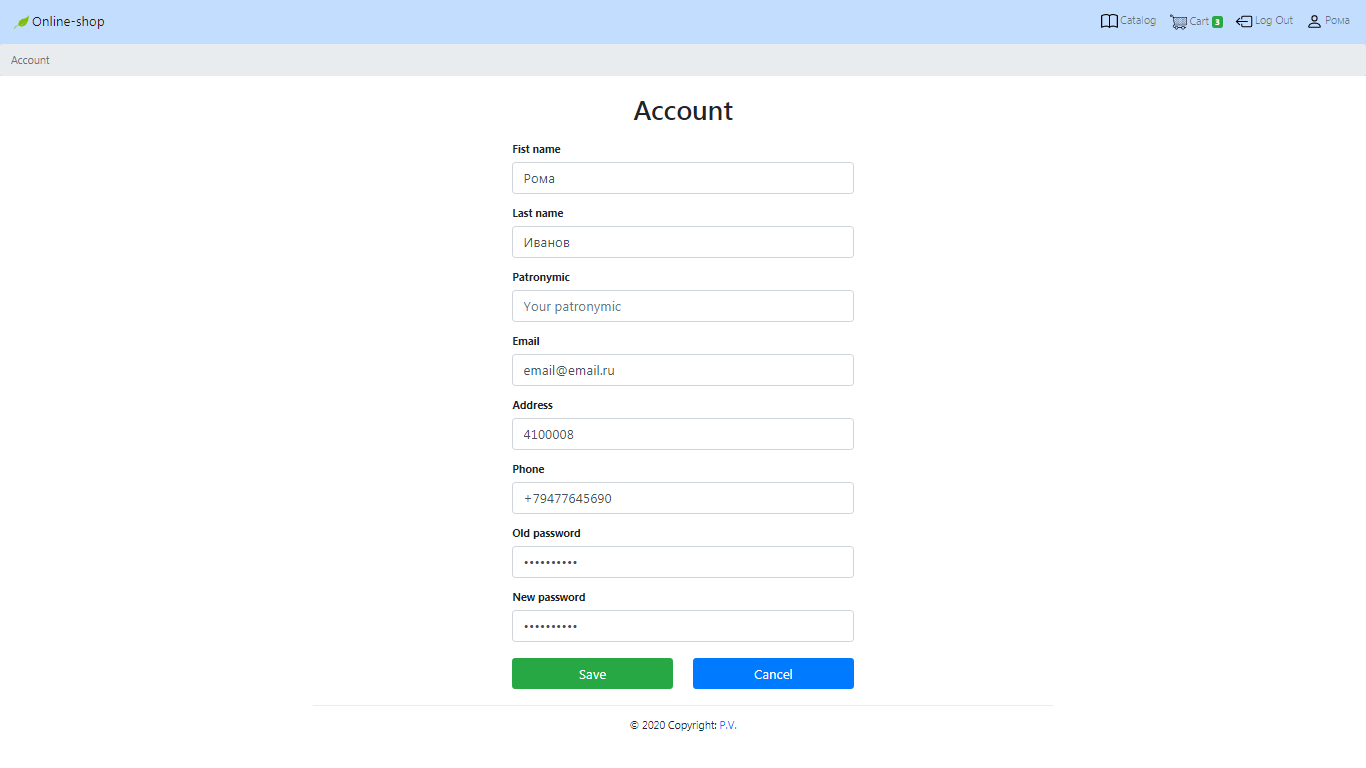 Online-shop Catalog Cart 3 Log Out Рома
Account
Account
Fist name
Рома
Last name
Иванов
Patronymic
Your patronymic
Email
email@email.ru
Address
4100008
Phone
+79477645690
Old password
••••••••••
New password
••••••••••
Save Cancel
© 2020 Copyright: P.V.